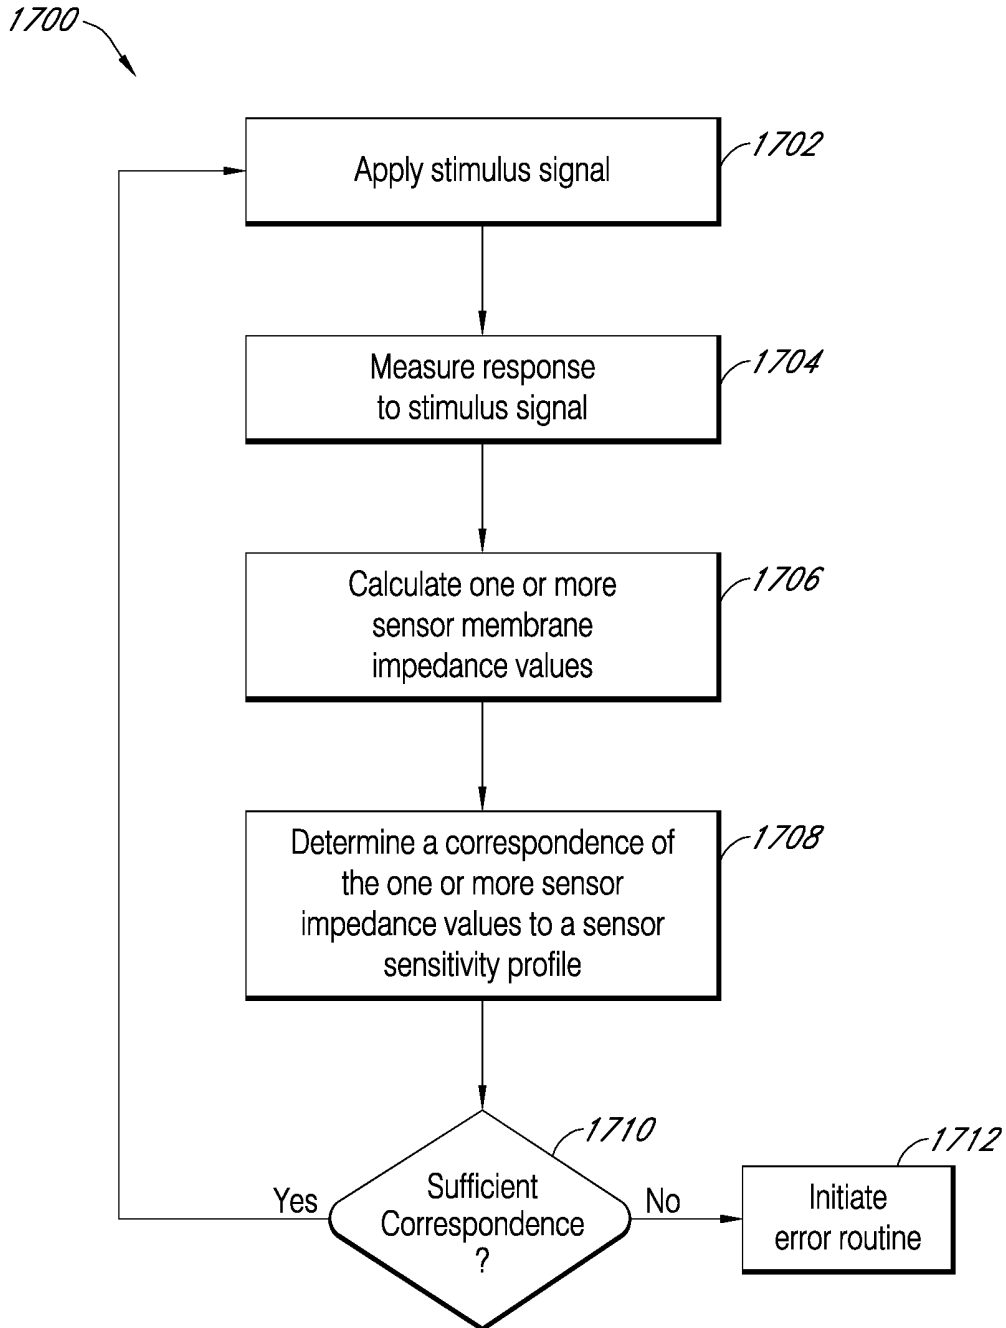 1700
Apply stimulus signal
1702
Measure response
to stimulus signal
1704
Calculate one or more
sensor membrane
impedance values
1706
Determine a correspondence of
the one or more sensor
impedance values to a sensor
sensitivity profile
1708
1710
Sufficient
Correspondence
?
Yes
No
1712
Initiate
error routine